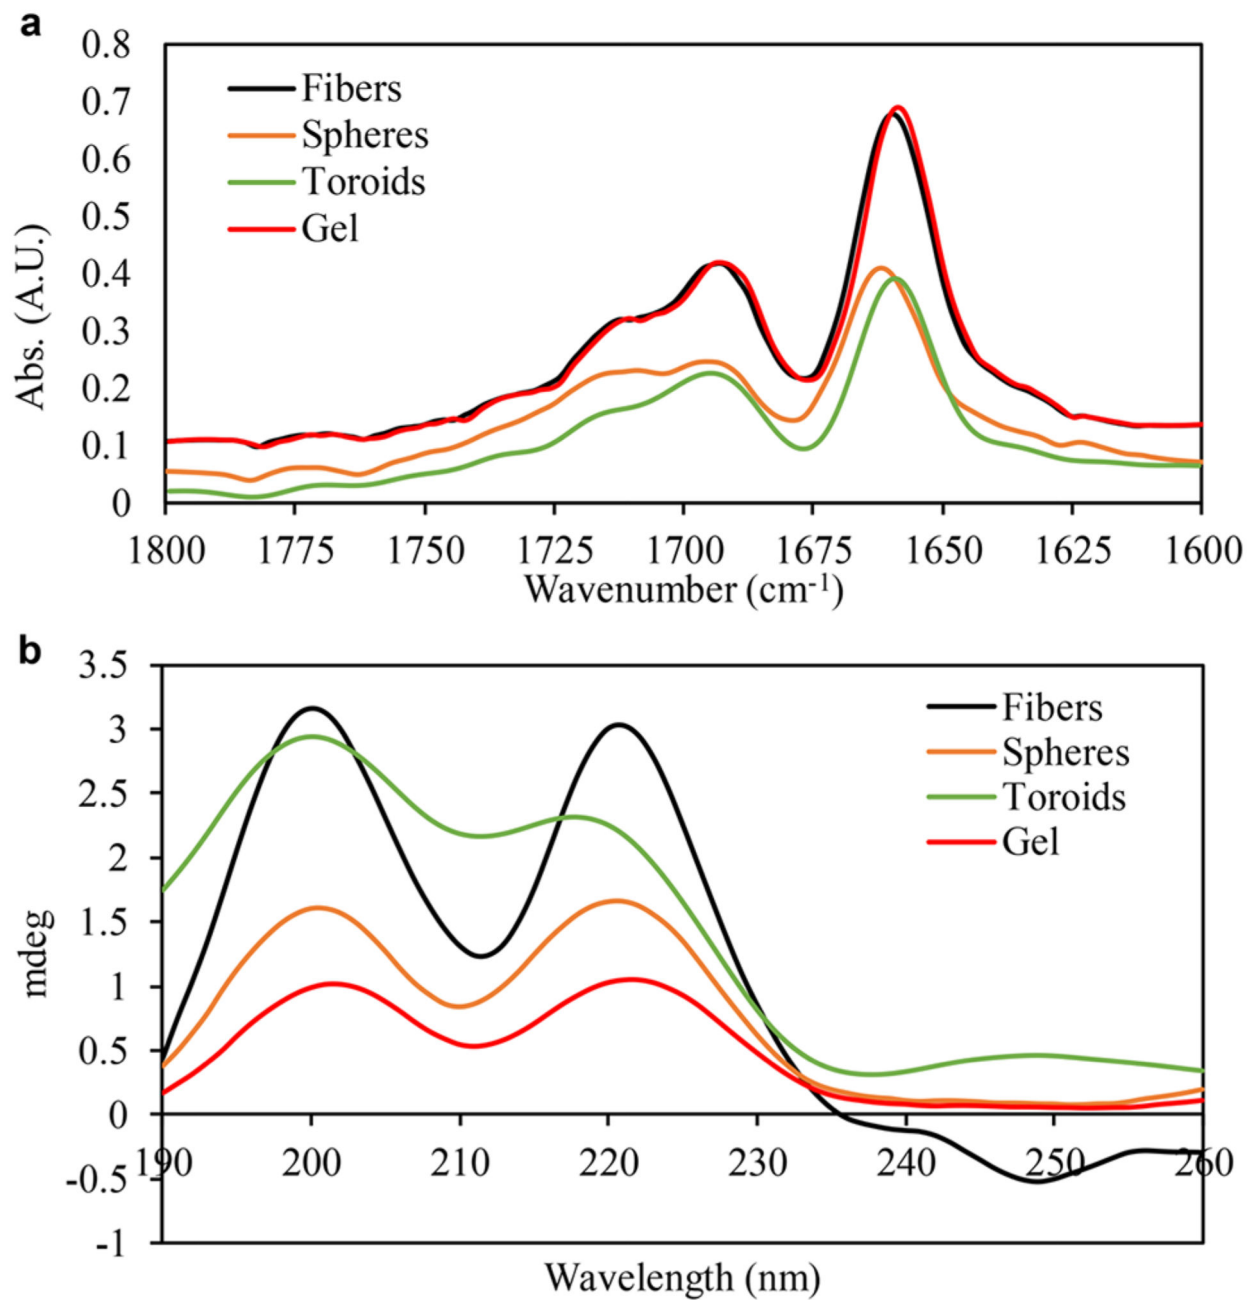 a
0.8
0.7
0.6
0.5
0.4
0.3
0.2
0.1
0
Abs. (A.U.)
Fibers
Spheres
Toroids
Gel
1800 1775 1750 1725 1700 1675 1650 1625 1600
Wavenumber (cm-1)
b
3.5
3
2.5
2
1.5
1
0.5
0
-0.5
-1
mdeg
Fibers
Spheres
Toroids
Gel
190 200 210 220 230 240 250 260
Wavelength (nm)